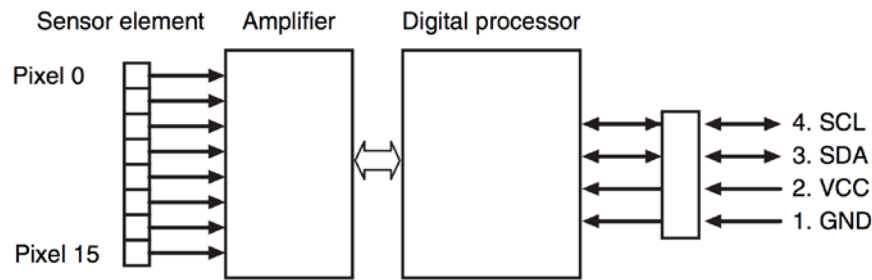 Sensor element Amplifier Digital processor
Pixel 0
4. SCL
3. SDA
2. VCC
1. GND
Pixel 15